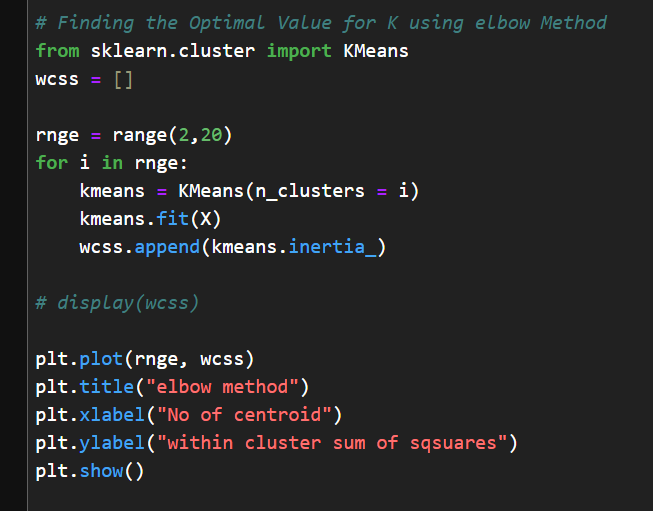 # Finding the Optimal Value for K using elbow Method
from sklearn.cluster import KMeans
wcss = []
rnge = range(2,20)
for i in rnge:
    kmeans = KMeans(n_clusters = i)
    kmeans.fit(X)
    wcss.append(kmeans.inertia_)
# display(wcss)
plt.plot(rnge, wcss)
plt.title("elbow method")
plt.xlabel("No of centroid")
plt.ylabel("within cluster sum of sqsuares")
plt.show()